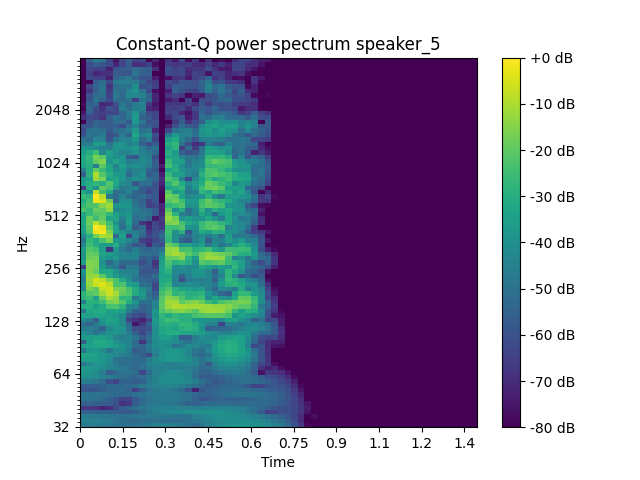 Constant-Q power spectrum speaker_5
Hz
2048
1024
512
256
128
64
32
0 0.15 0.3 0.45 0.6 0.75 0.9 1.1 1.2 1.4
Time
+0 dB
-10 dB
-20 dB
-30 dB
-40 dB
-50 dB
-60 dB
-70 dB
-80 dB